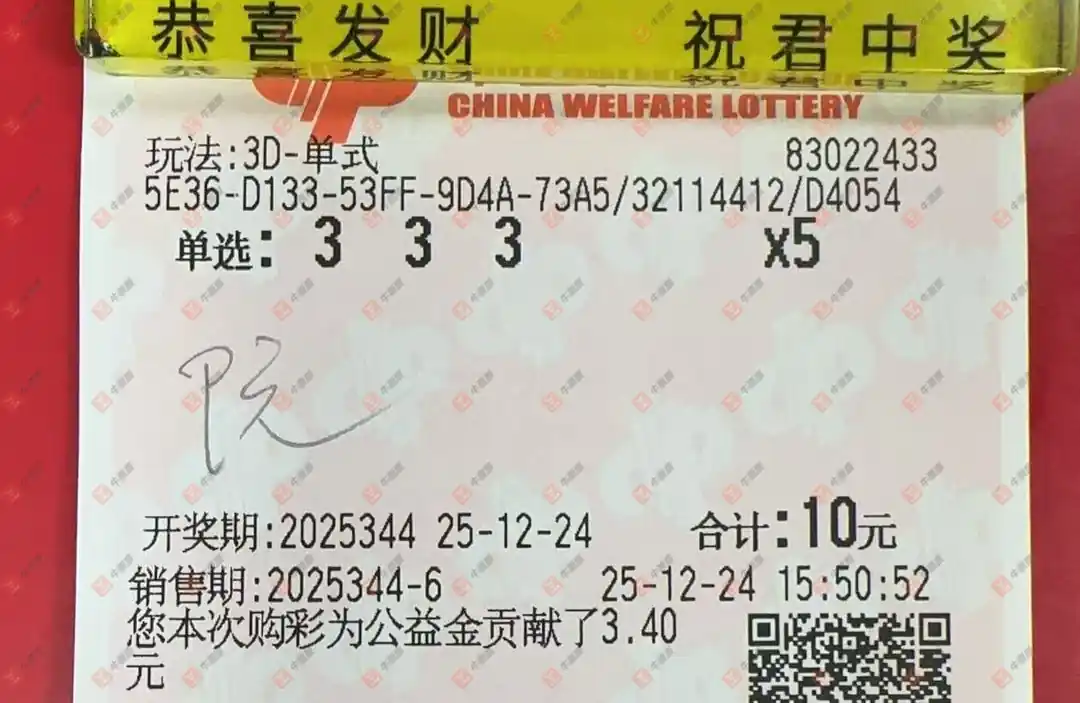 恭喜发财 祝君中奖
CHINA WELFARE LOTTERY
玩法:3D-单式 83022433
5E36-D133-53FF-9D4A-73A5/32114412/D4054
单选: 3 3 3 x5
阮
开奖期:2025344 25-12-24 合计:10元
销售期:2025344-6 25-12-24 15:50:52
您本次购彩为公益金贡献了3.40
元